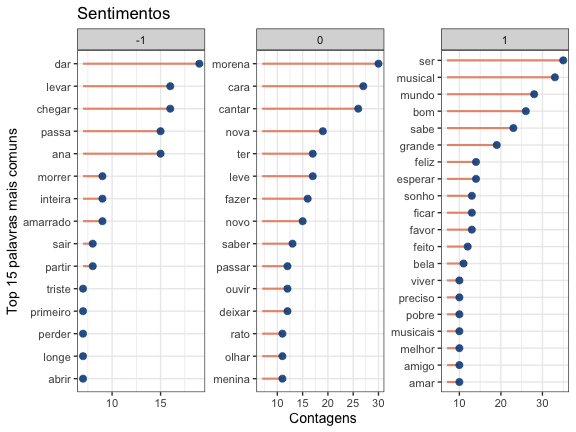 Sentimentos
Top 15 palavras mais comuns
-1
dar
levar
chegar
passa
ana
morrer
inteira
amarrado
sair
partir
triste
primeiro
perder
longe
abrir
10 15
0
morena
cara
cantar
nova
ter
leve
fazer
novo
saber
passar
ouvir
deixar
rato
olhar
menina
10 15 20 25 30
1
ser
musical
mundo
bom
sabe
grande
feliz
esperar
sonho
ficar
favor
feito
bela
viver
preciso
pobre
musicais
melhor
amigo
amar
10 20 30
Contagens